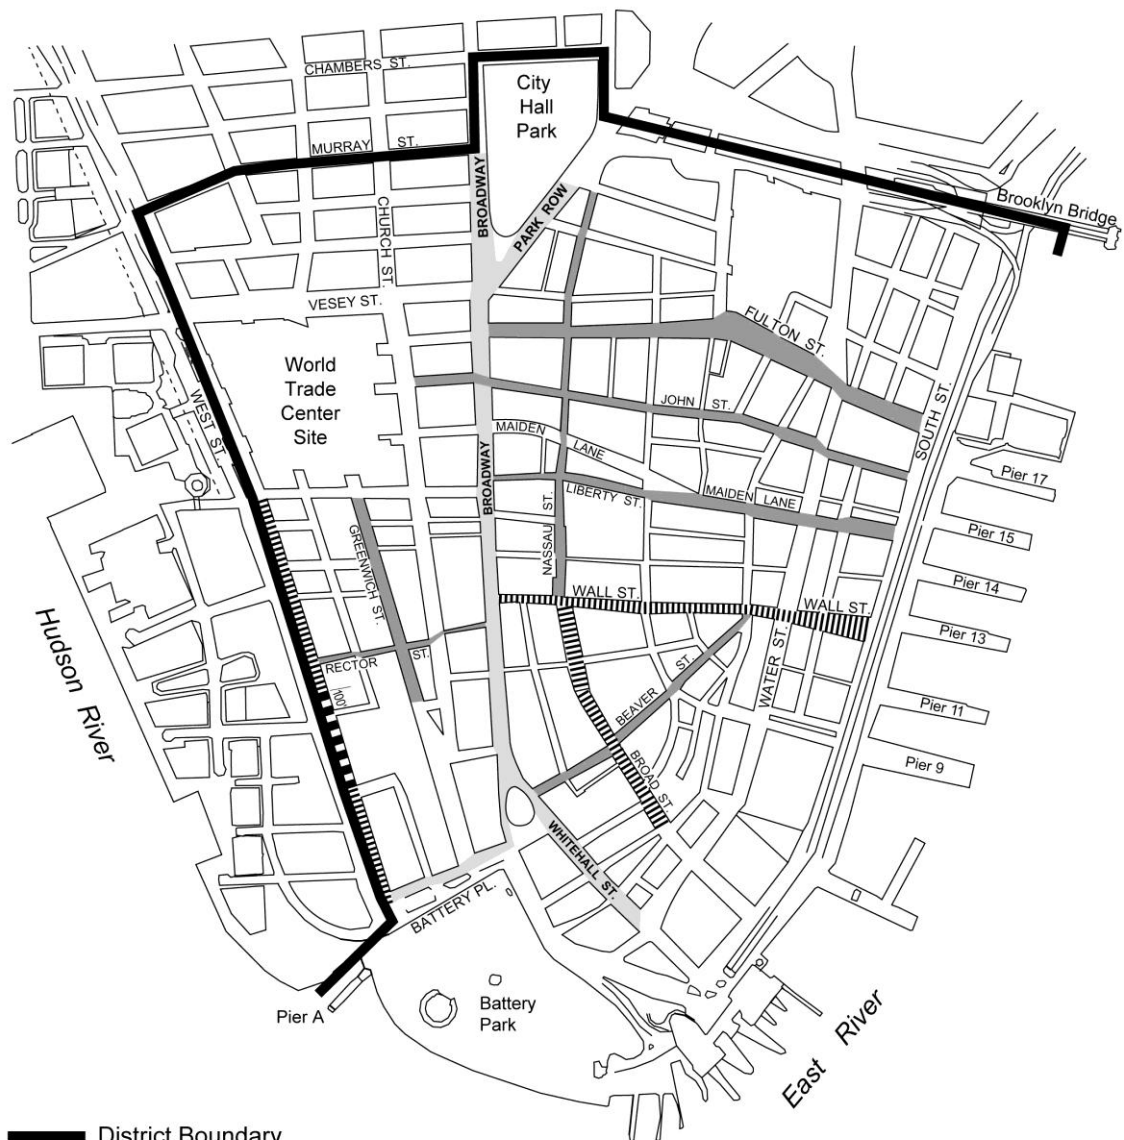 CHAMBERS ST.
City
Hall
Park
MURRAY ST.
BROADWAY
PARK ROW
CHURCH ST.
Brooklyn Bridge
VESEY ST.
FULTON ST.
World
Trade
Center
Site
WEST ST.
JOHN ST.
SOUTH ST.
MAIDEN LANE
BROADWAY
Pier 17
LIBERTY ST.
MAIDEN LANE
NASSAU ST.
GREENWICH ST.
Pier 15
Pier 14
WALL ST.
WALL ST.
Pier 13
Hudson River
RECTOR ST.
WATER ST.
100'
BEAVER ST.
Pier 11
BROAD ST.
Pier 9
WHITEHALL ST.
BATTERY PL.
Pier A
Battery
Park
East River
District Boundary